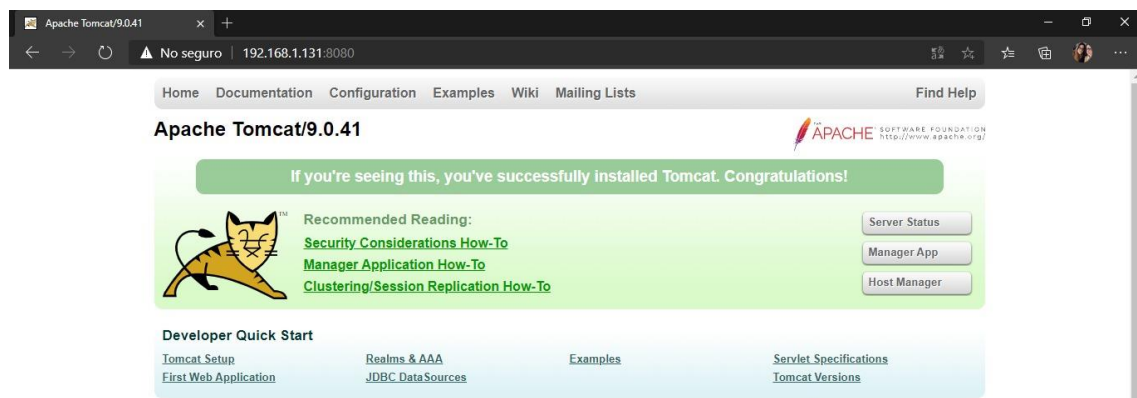 Apache Tomcat/9.0.41
No seguro | 192.168.1.131:8080
Home Documentation Configuration Examples Wiki Mailing Lists Find Help
Apache Tomcat/9.0.41
APACHE SOFTWARE FOUNDATION
http://www.apache.org/
If you're seeing this, you've successfully installed Tomcat. Congratulations!
TM
Recommended Reading:
Security Considerations How-To
Manager Application How-To
Clustering/Session Replication How-To
Server Status
Manager App
Host Manager
Developer Quick Start
Tomcat Setup Realms & AAA Examples Servlet Specifications
First Web Application JDBC DataSources Tomcat Versions